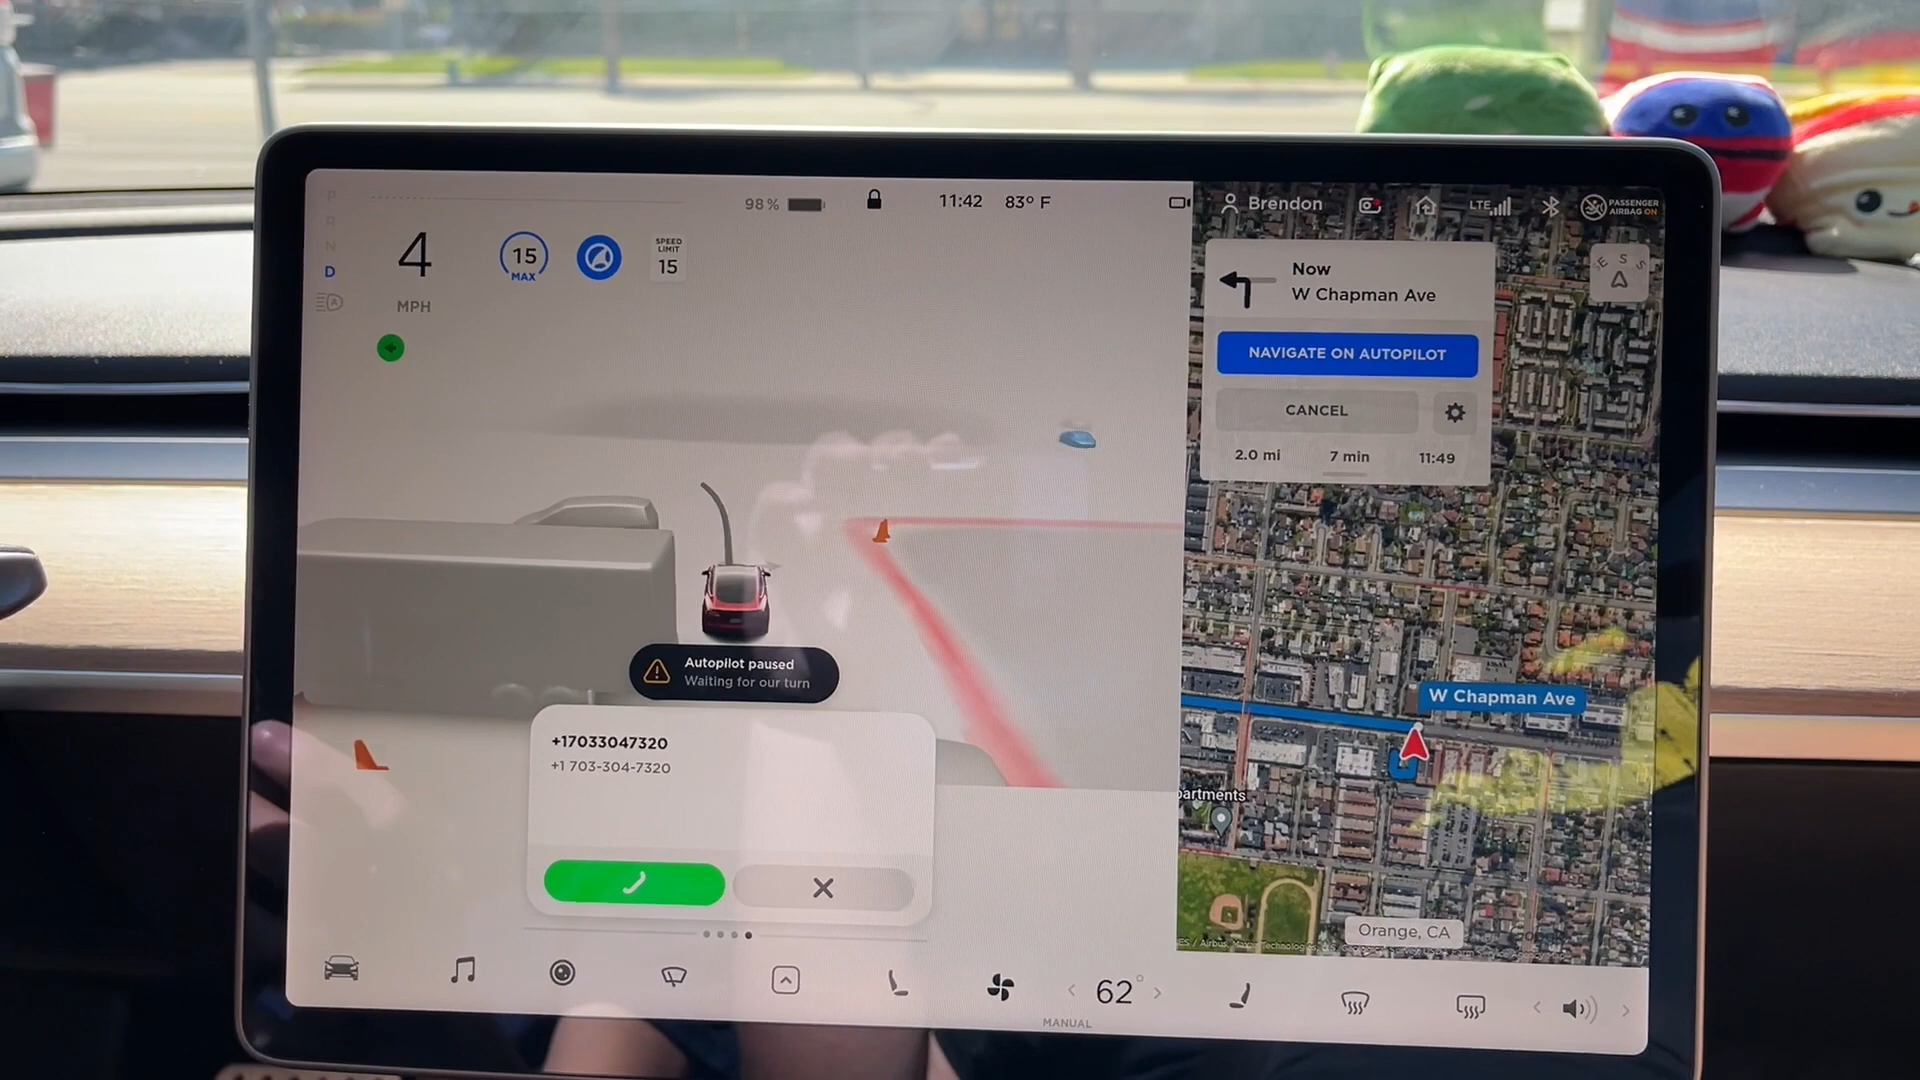 P
R
N
D
4
MPH
15
MAX
SPEED
LIMIT
15
98 %
11:42
83° F
Brendon
LTE
PASSENGER
AIRBAG ON
Now
W Chapman Ave
NAVIGATE ON AUTOPILOT
CANCEL
2.0 mi
7 min
11:49
E S S
Autopilot paused
Waiting for our turn
+17033047320
+1 703-304-7320
W Chapman Ave
partments
Orange, CA
62°
MANUAL